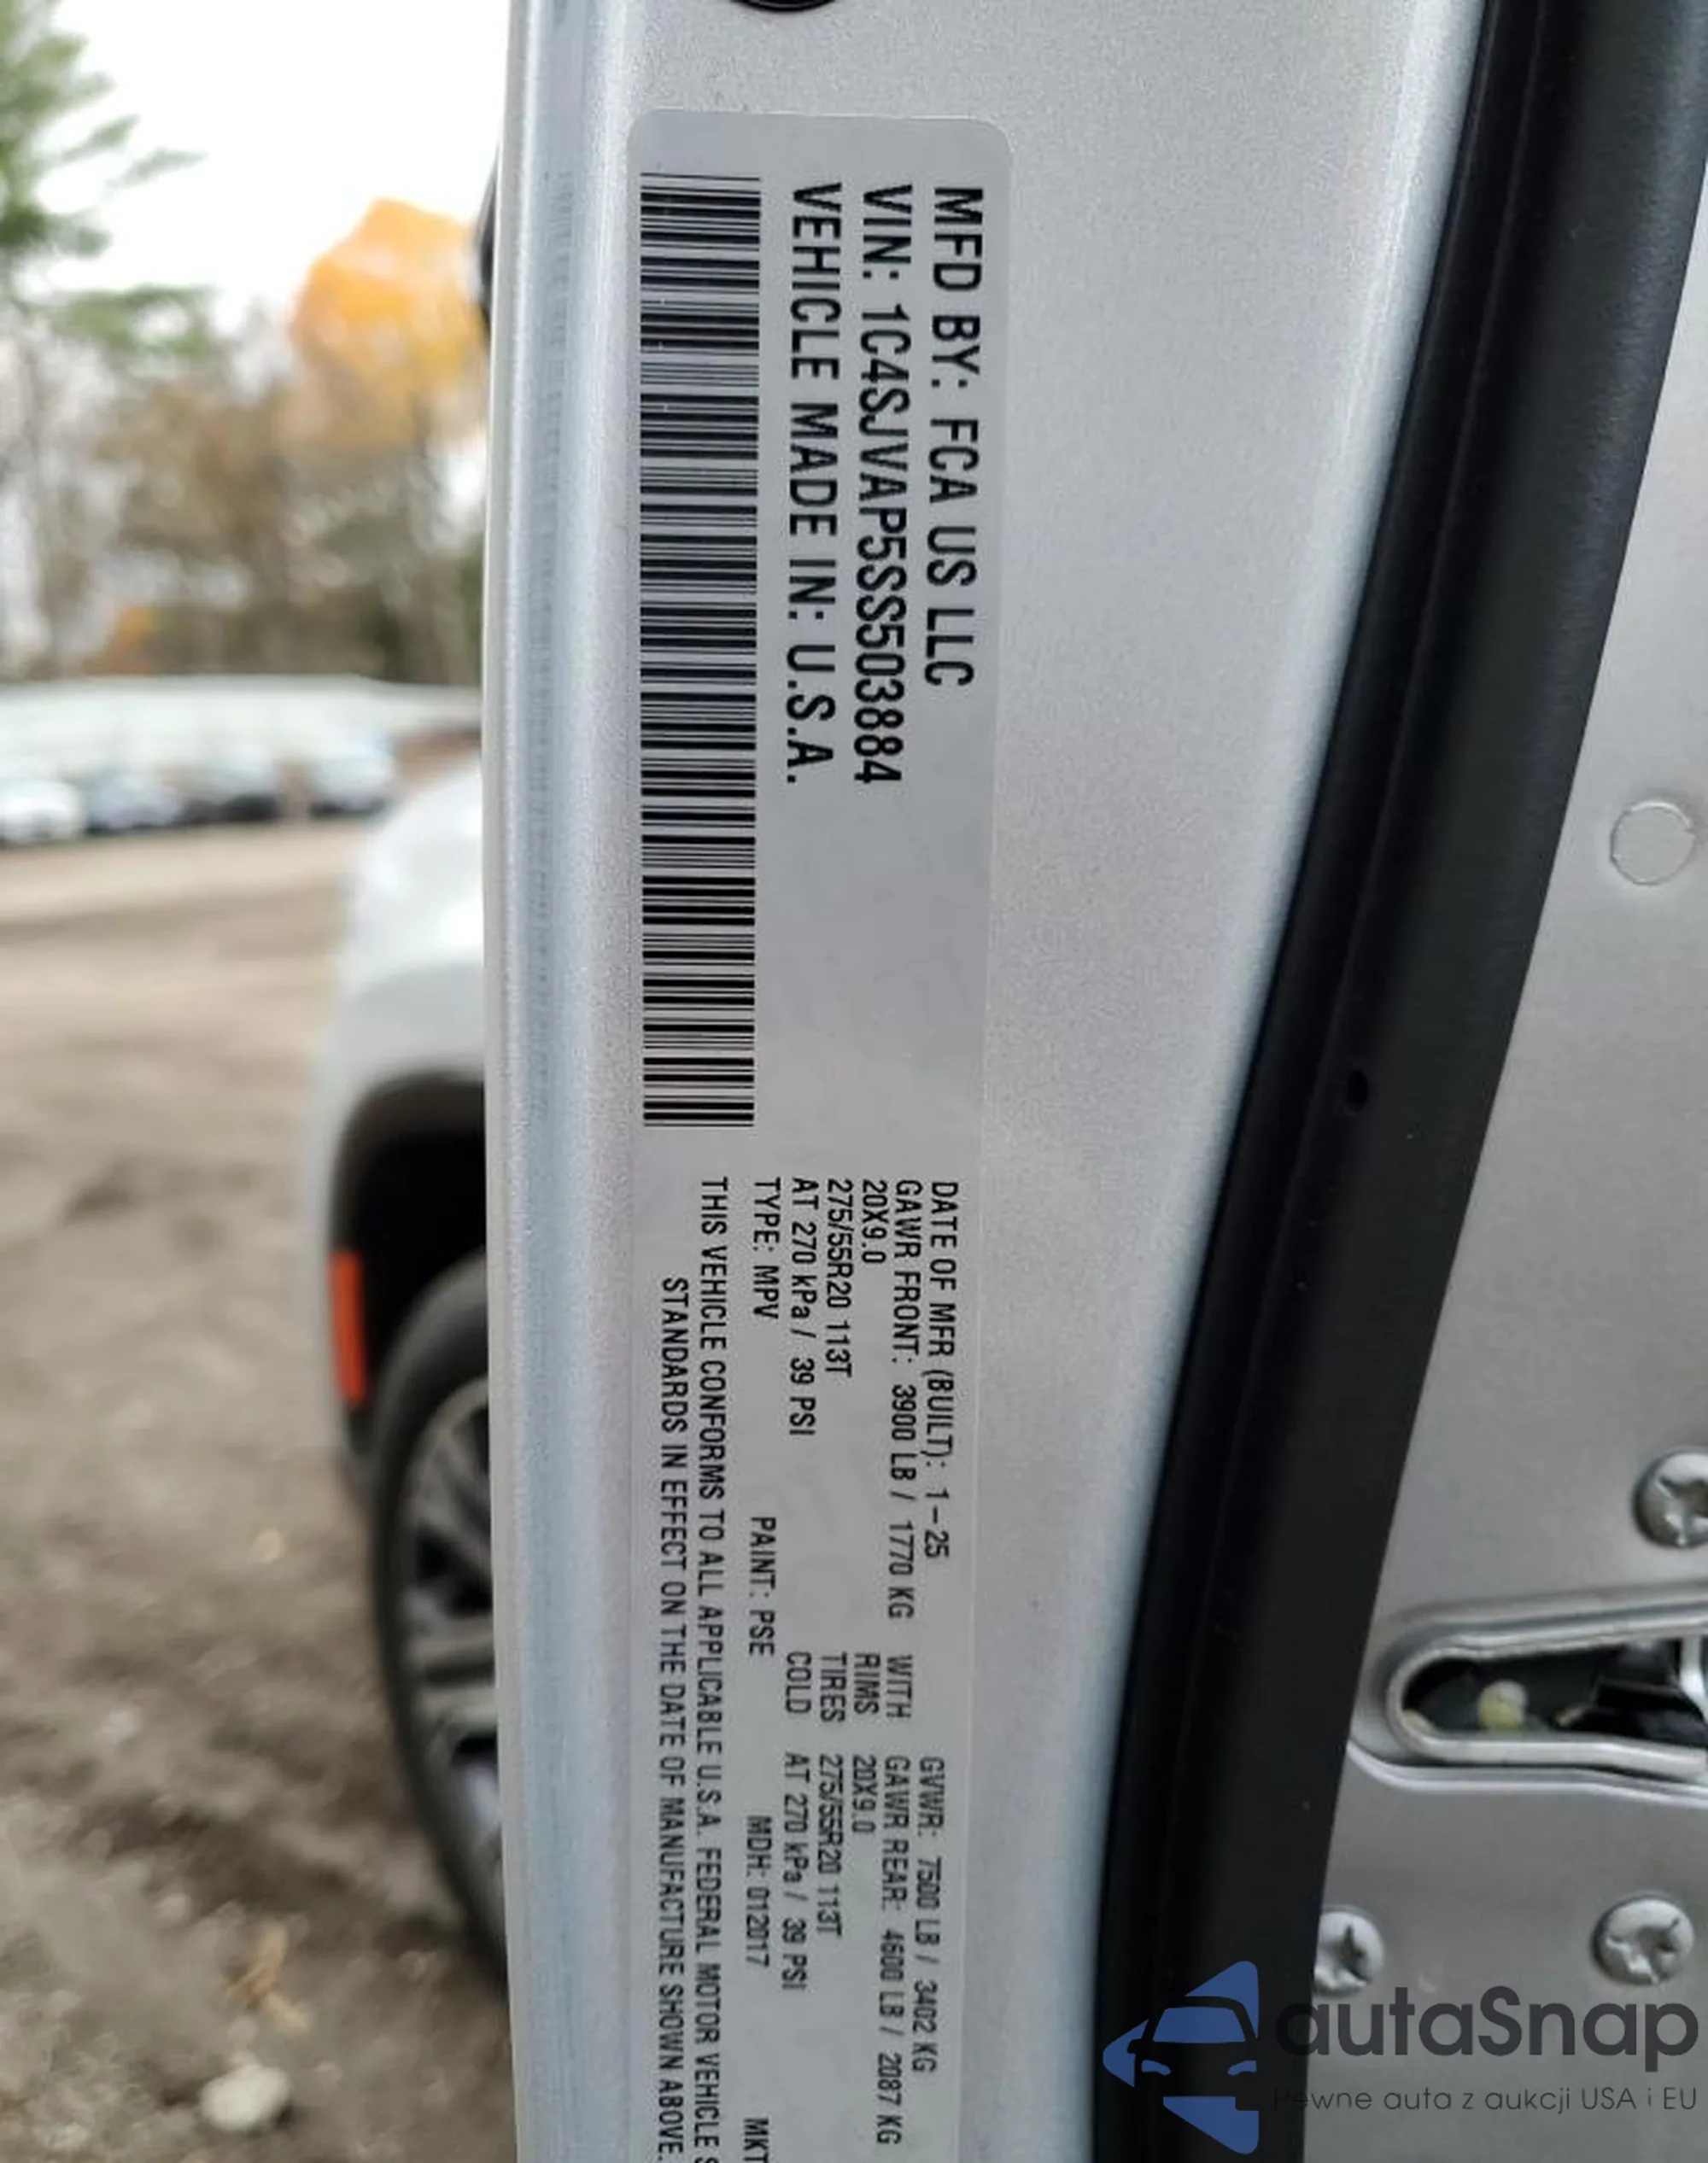 MFD BY: FCA US LLC
VIN: 1C4SJVAP5SS503884
VEHICLE MADE IN: U.S.A.
DATE OF MFR (BUILT): 1-25 GVWR: 7500 LB / 3402 KG
GAWR FRONT: 3900 LB / 1770 KG WITH GAWR REAR: 4600 LB / 2087 KG
20X9.0 RIMS 20X9.0
275/55R20 113T TIRES 275/55R20 113T
AT 270 kPa / 39 PSI COLD AT 270 kPa / 39 PSI
TYPE: MPV PAINT: PSE MDH: 012017 MKT
THIS VEHICLE CONFORMS TO ALL APPLICABLE U.S.A. FEDERAL MOTOR VEHICLE S
STANDARDS IN EFFECT ON THE DATE OF MANUFACTURE SHOWN ABOVE.
autaSnap
Pewne auta z aukcji USA i EU